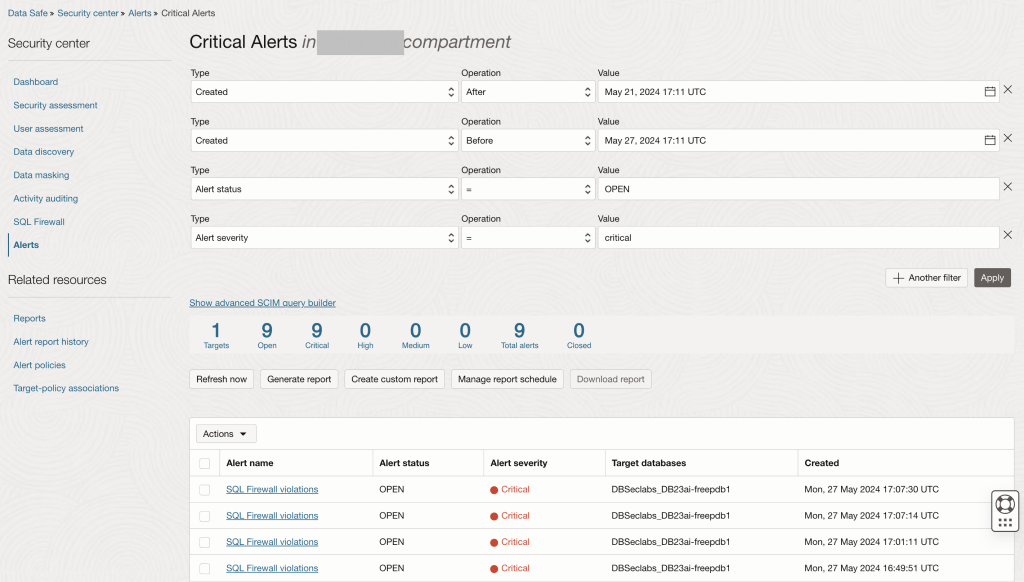 Data Safe » Security center » Alerts » Critical Alerts
Security center
Dashboard
Security assessment
User assessment
Data discovery
Data masking
Activity auditing
SQL Firewall
Alerts
Related resources
Reports
Alert report history
Alert policies
Target-policy associations
Critical Alerts in compartment
Type Operation Value
Created After May 21, 2024 17:11 UTC
Type Operation Value
Created Before May 27, 2024 17:11 UTC
Type Operation Value
Alert status = OPEN
Type Operation Value
Alert severity = critical
Another filter Apply
Show advanced SCIM query builder
1 9 9 0 0 0 9 0
Targets Open Critical High Medium Low Total alerts Closed
Refresh now Generate report Create custom report Manage report schedule Download report
Actions
Alert name Alert status Alert severity Target databases Created
SQL Firewall violations OPEN Critical DBSeclabs_DB23ai-freepdb1 Mon, 27 May 2024 17:07:30 UTC
SQL Firewall violations OPEN Critical DBSeclabs_DB23ai-freepdb1 Mon, 27 May 2024 17:07:14 UTC
SQL Firewall violations OPEN Critical DBSeclabs_DB23ai-freepdb1 Mon, 27 May 2024 17:01:11 UTC
SQL Firewall violations OPEN Critical DBSeclabs_DB23ai-freepdb1 Mon, 27 May 2024 16:49:51 UTC